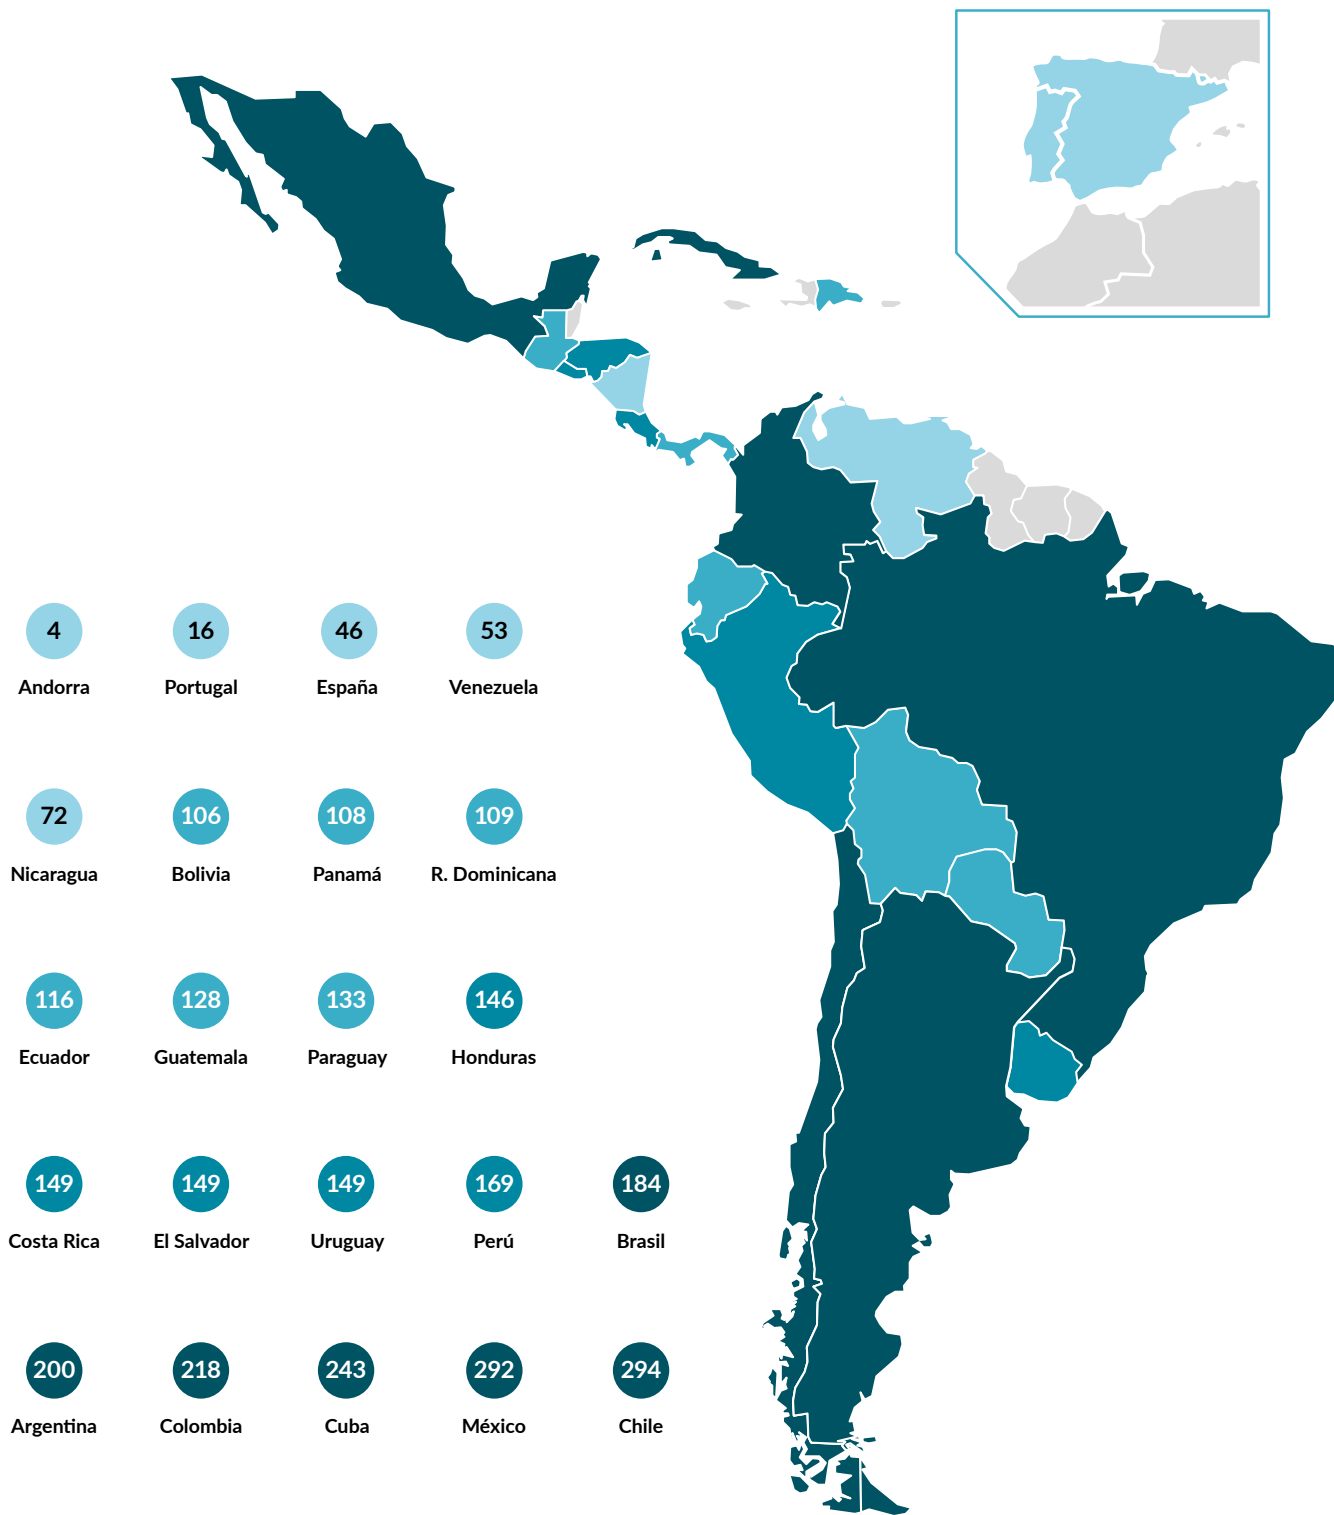 4 16 46 53
Andorra Portugal España Venezuela
72 106 108 109
Nicaragua Bolivia Panamá R. Dominicana
116 128 133 146
Ecuador Guatemala Paraguay Honduras
149 149 149 169 184
Costa Rica El Salvador Uruguay Perú Brasil
200 218 243 292 294
Argentina Colombia Cuba México Chile